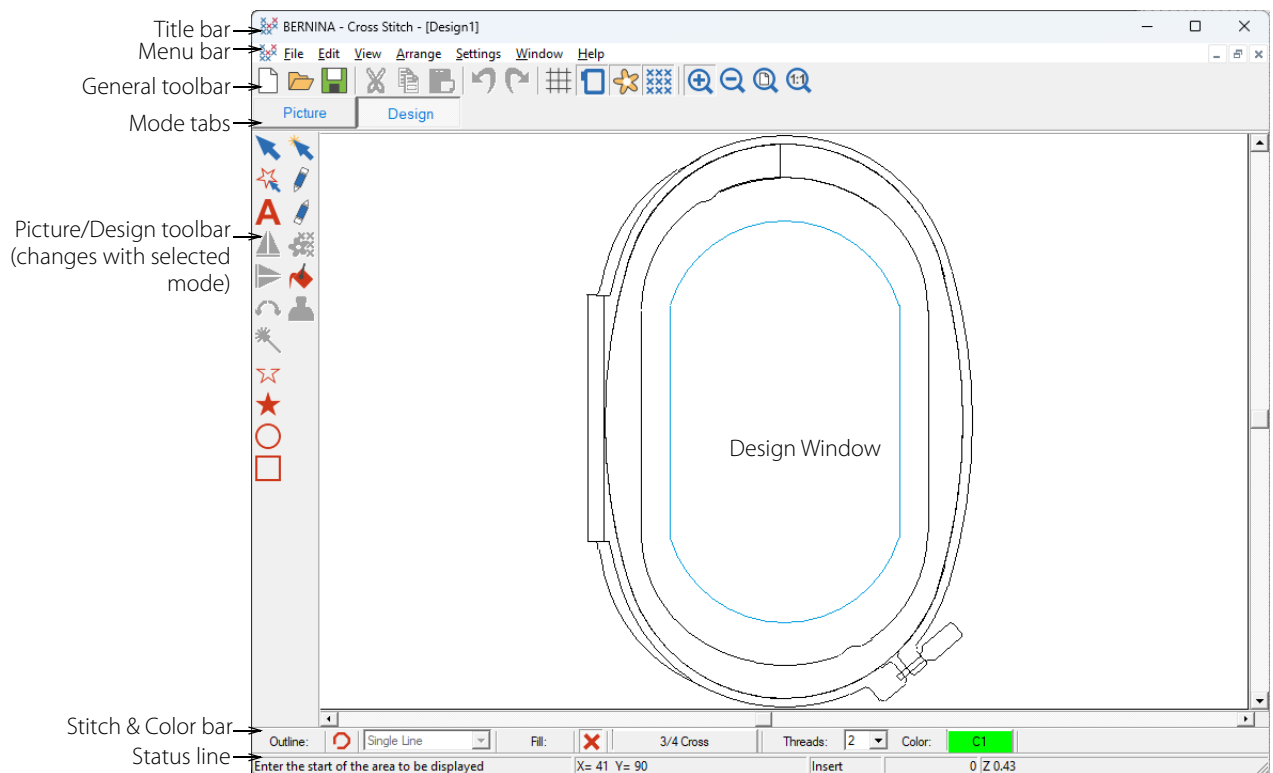 Title bar
BERNINA - Cross Stitch - [Design1]
Menu bar
File Edit View Arrange Settings Window Help
General toolbar
1:1
Mode tabs
Picture Design
A
Picture/Design toolbar
(changes with selected
mode)
Design Window
Stitch & Color bar
Outline: Single Line Fill: 3/4 Cross Threads: 2 Color: C1
Status line
Enter the start of the area to be displayed X= 41 Y= 90 Insert 0 Z 0.43